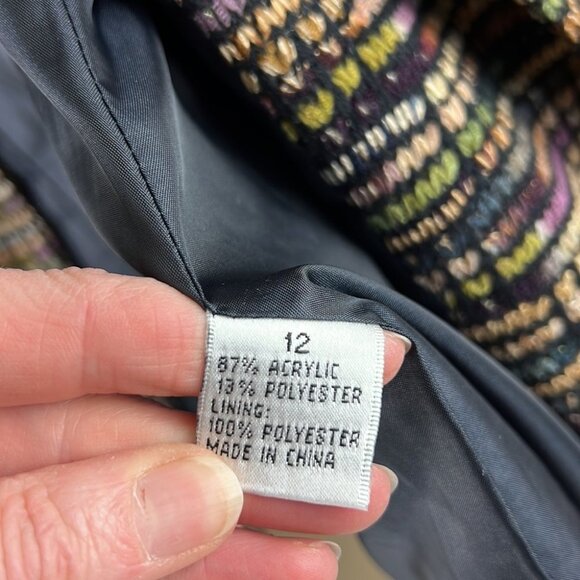 12
87% ACRYLIC
13% POLYESTER
LINING:
100% POLYESTER
MADE IN CHINA